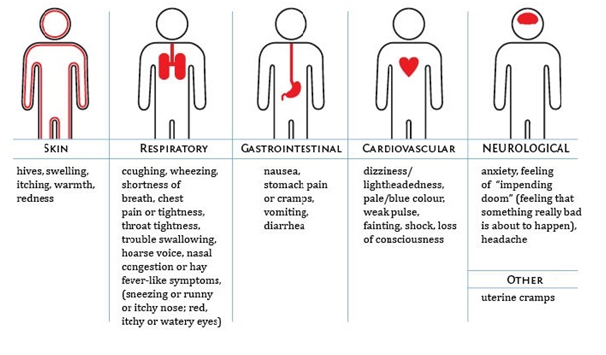 SKIN
hives, swelling,
itching, warmth,
redness
RESPIRATORY
coughing, wheezing,
shortness of
breath, chest
pain or tightness,
throat tightness,
trouble swallowing,
hoarse voice, nasal
congestion or hay
fever-like symptoms,
(sneezing or runny
or itchy nose; red,
itchy or watery eyes)
GASTROINTESTINAL
nausea,
stomach pain
or cramps,
vomiting,
diarrhea
CARDIOVASCULAR
dizziness/
lightheadedness,
pale/blue colour,
weak pulse,
fainting, shock, loss
of consciousness
NEUROLOGICAL
anxiety, feeling
of "impending
doom" (feeling that
something really bad
is about to happen),
headache
OTHER
uterine cramps